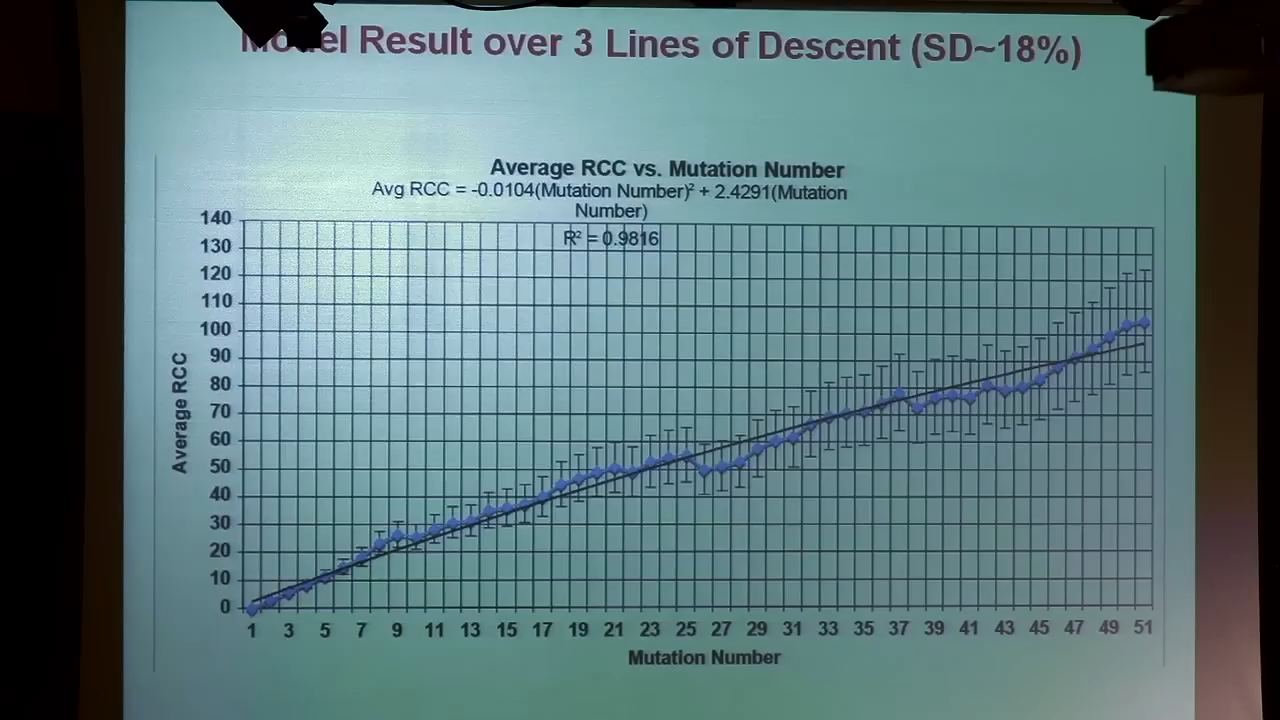 Model Result over 3 Lines of Descent (SD~18%)
Average RCC vs. Mutation Number
Avg RCC = -0.0104(Mutation Number)² + 2.4291(Mutation
Number)
R² = 0.9816
140
130
120
110
100
90
80
70
60
50
40
30
20
10
0
Average RCC
1 3 5 7 9 11 13 15 17 19 21 23 25 27 29 31 33 35 37 39 41 43 45 47 49 51
Mutation Number